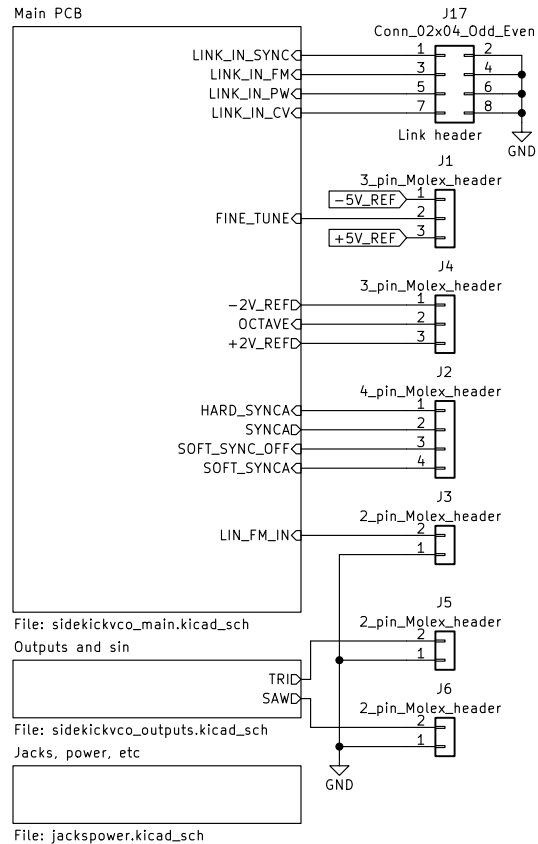 Main PCB
J17
Conn_02x04_Odd_Even
LINK_IN_SYNC 1 2
LINK_IN_FM 3 4
LINK_IN_PW 5 6
LINK_IN_CV 7 8
Link header
GND
J1
3_pin_Molex_header
-5V_REF 1
FINE_TUNE 2
+5V_REF 3
J4
3_pin_Molex_header
-2V_REF 1
OCTAVE 2
+2V_REF 3
J2
4_pin_Molex_header
HARD_SYNCA 1
SYNCA 2
SOFT_SYNC_OFF 3
SOFT_SYNCA 4
J3
2_pin_Molex_header
LIN_FM_IN 2
1
File: sidekickvco_main.kicad_sch
J5
2_pin_Molex_header
Outputs and sin
2
1
TRI
SAW
J6
2_pin_Molex_header
2
1
File: sidekickvco_outputs.kicad_sch
Jacks, power, etc
GND
File: jackspower.kicad_sch